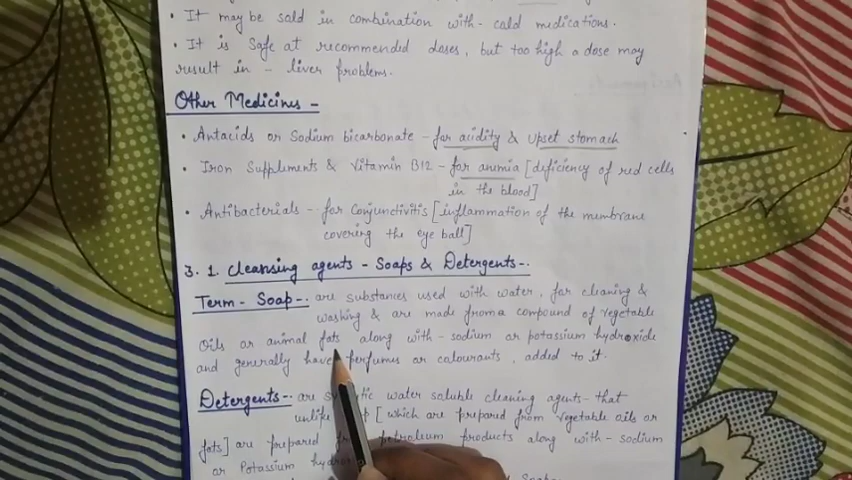 • It may be sold in combination with - cold medications.
• It is Safe at recommended doses, but too high a dose may
result in - liver problems.
Other Medicines -
• Antacids or Sodium bicarbonate - for acidity & upset stomach
• Iron Supplements & Vitamin B12 - for anemia [deficiency of red cells
in the blood]
• Antibacterials - for Conjunctivitis [inflammation of the membrane
covering the eye ball]
3. 1. Cleansing agents - Soaps & Detergents -.
Term - Soap -. are substances used with water, for cleaning &
washing & are made from a compound of vegetable
Oils or animal fats along with - sodium or potassium hydroxide
and generally have perfumes or colourants, added to it.
Detergents -. are water soluble cleaning agents - that
unlike [which are prepared from vegetable oils or
fats] are prepared petroleum products along with - sodium
or Potassium